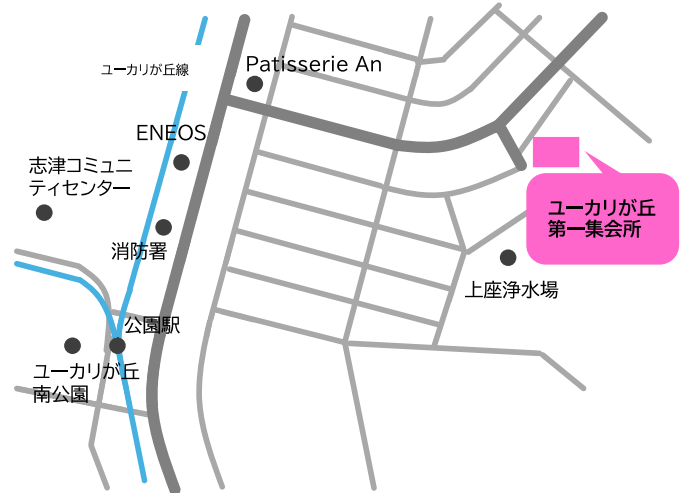 Patisserie An
ユーカリが丘線
ENEOS
志津コミュニ
ティセンター
ユーカリが丘
第一集会所
消防署
上座浄水場
公園駅
ユーカリが丘
南公園